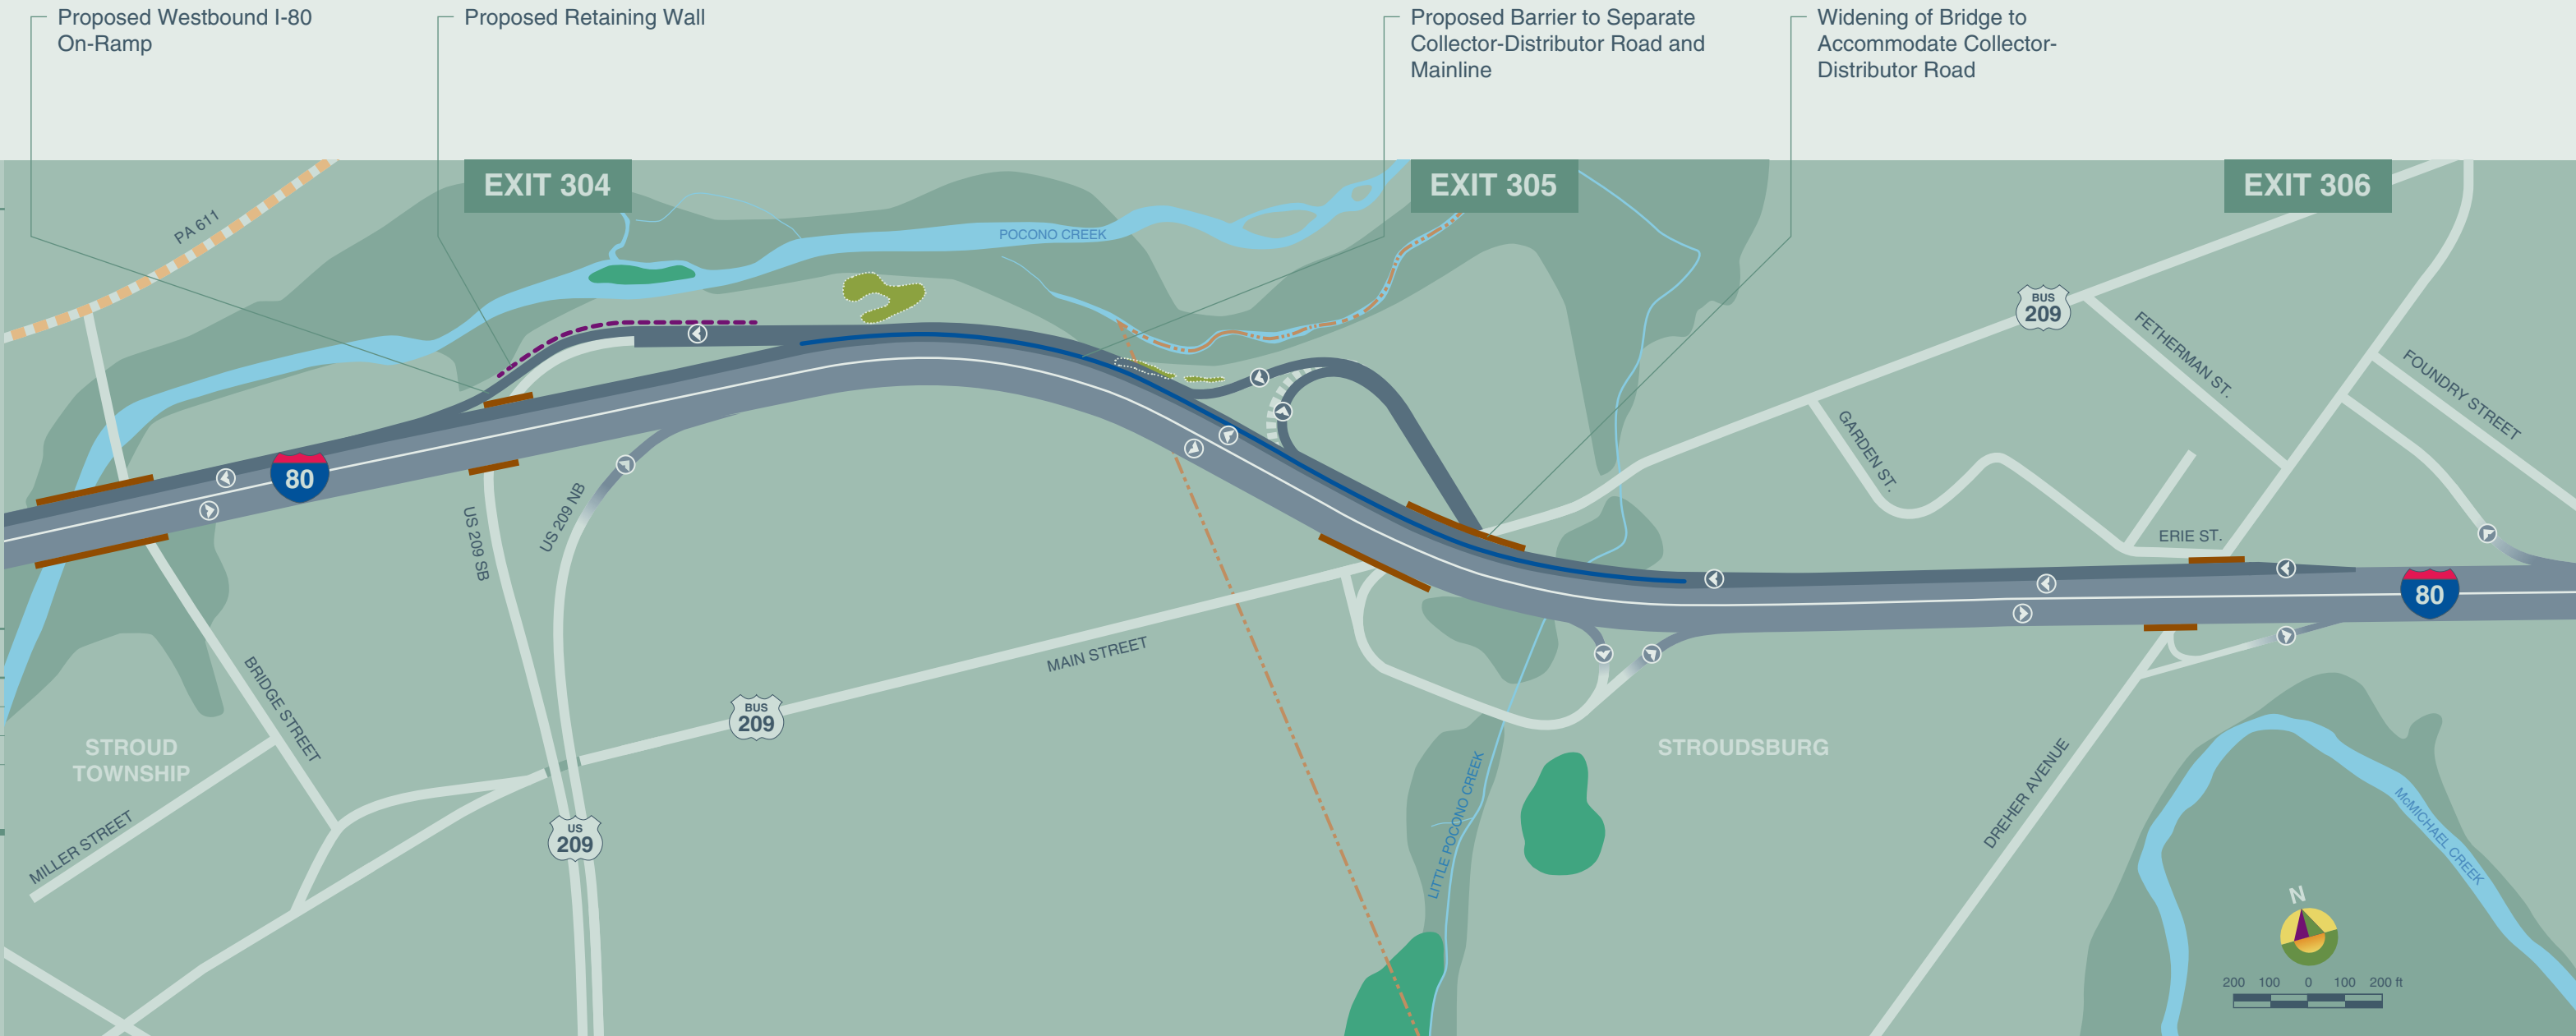 Proposed Westbound I-80
On-Ramp
Proposed Retaining Wall
Proposed Barrier to Separate
Collector-Distributor Road and
Mainline
Widening of Bridge to
Accommodate Collector-
Distributor Road
EXIT 304
EXIT 305
EXIT 306
PA 611
POCONO CREEK
BUS
209
FETHERMAN ST.
FOUNDRY STREET
GARDEN ST.
80
US 209 SB
US 209 NB
ERIE ST.
80
MAIN STREET
BRIDGE STREET
BUS
209
STROUD
TOWNSHIP
STROUDSBURG
MILLER STREET
US
209
LITTLE POCONO CREEK
DREHER AVENUE
McMICHAEL CREEK
N
200 100 0 100 200 ft